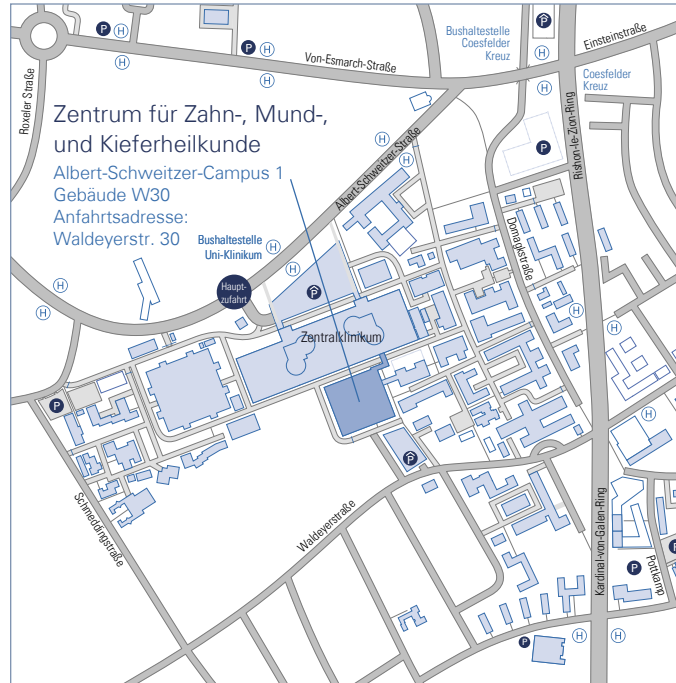 P
H
H
P
H
H
P
Bushaltestelle
Coesfelder
Kreuz
H
Einsteinstraße
Von-Esmarch-Straße
H
Coesfelder
Kreuz
Roxeler Straße
Zentrum für Zahn-, Mund-,
und Kieferheilkunde
Albert-Schweitzer-Campus 1
Gebäude W30
Anfahrtsadresse:
Waldeyerstr. 30
H
H
Albert-Schweitzer-Straße
P
Rishon-le-Zion-Ring
H
Domagkstraße
Bushaltestelle
Uni-Klinikum
H
H
H
H
Haupt-
zufahrt
P
H
H
Zentralklinikum
P
H
P
Schmeddingstraße
Waldeyerstraße
Kardinal-von-Galen-Ring
Pottkamp
P
P
P
H
H
P
H
H